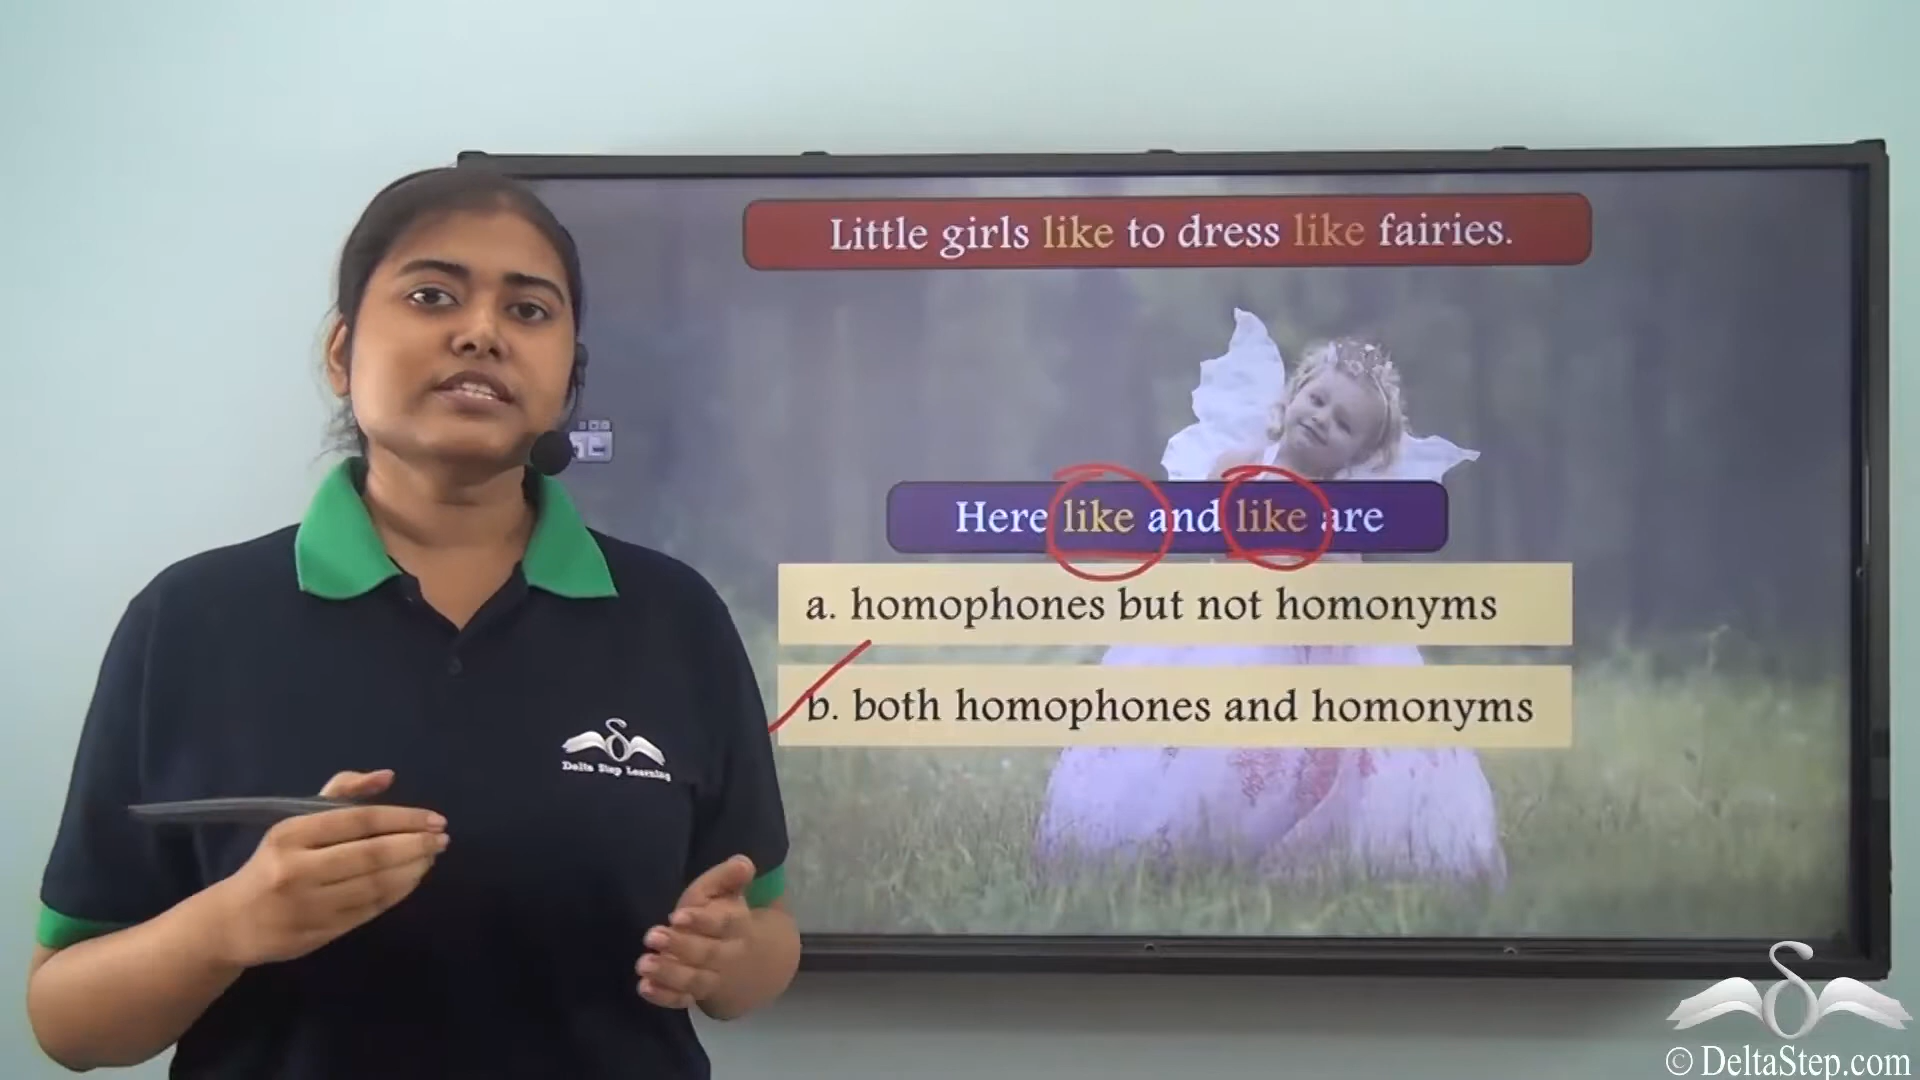 Little girls like to dress like fairies.
Here like and like are
a. homophones but not homonyms
b. both homophones and homonyms
Delta Step Learning
© DeltaStep.com